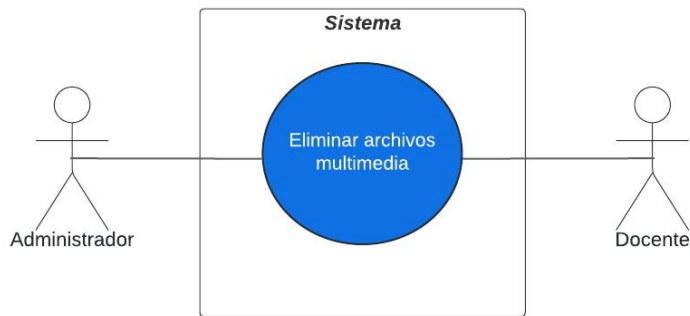 Sistema
Eliminar archivos
multimedia
Administrador
Docente